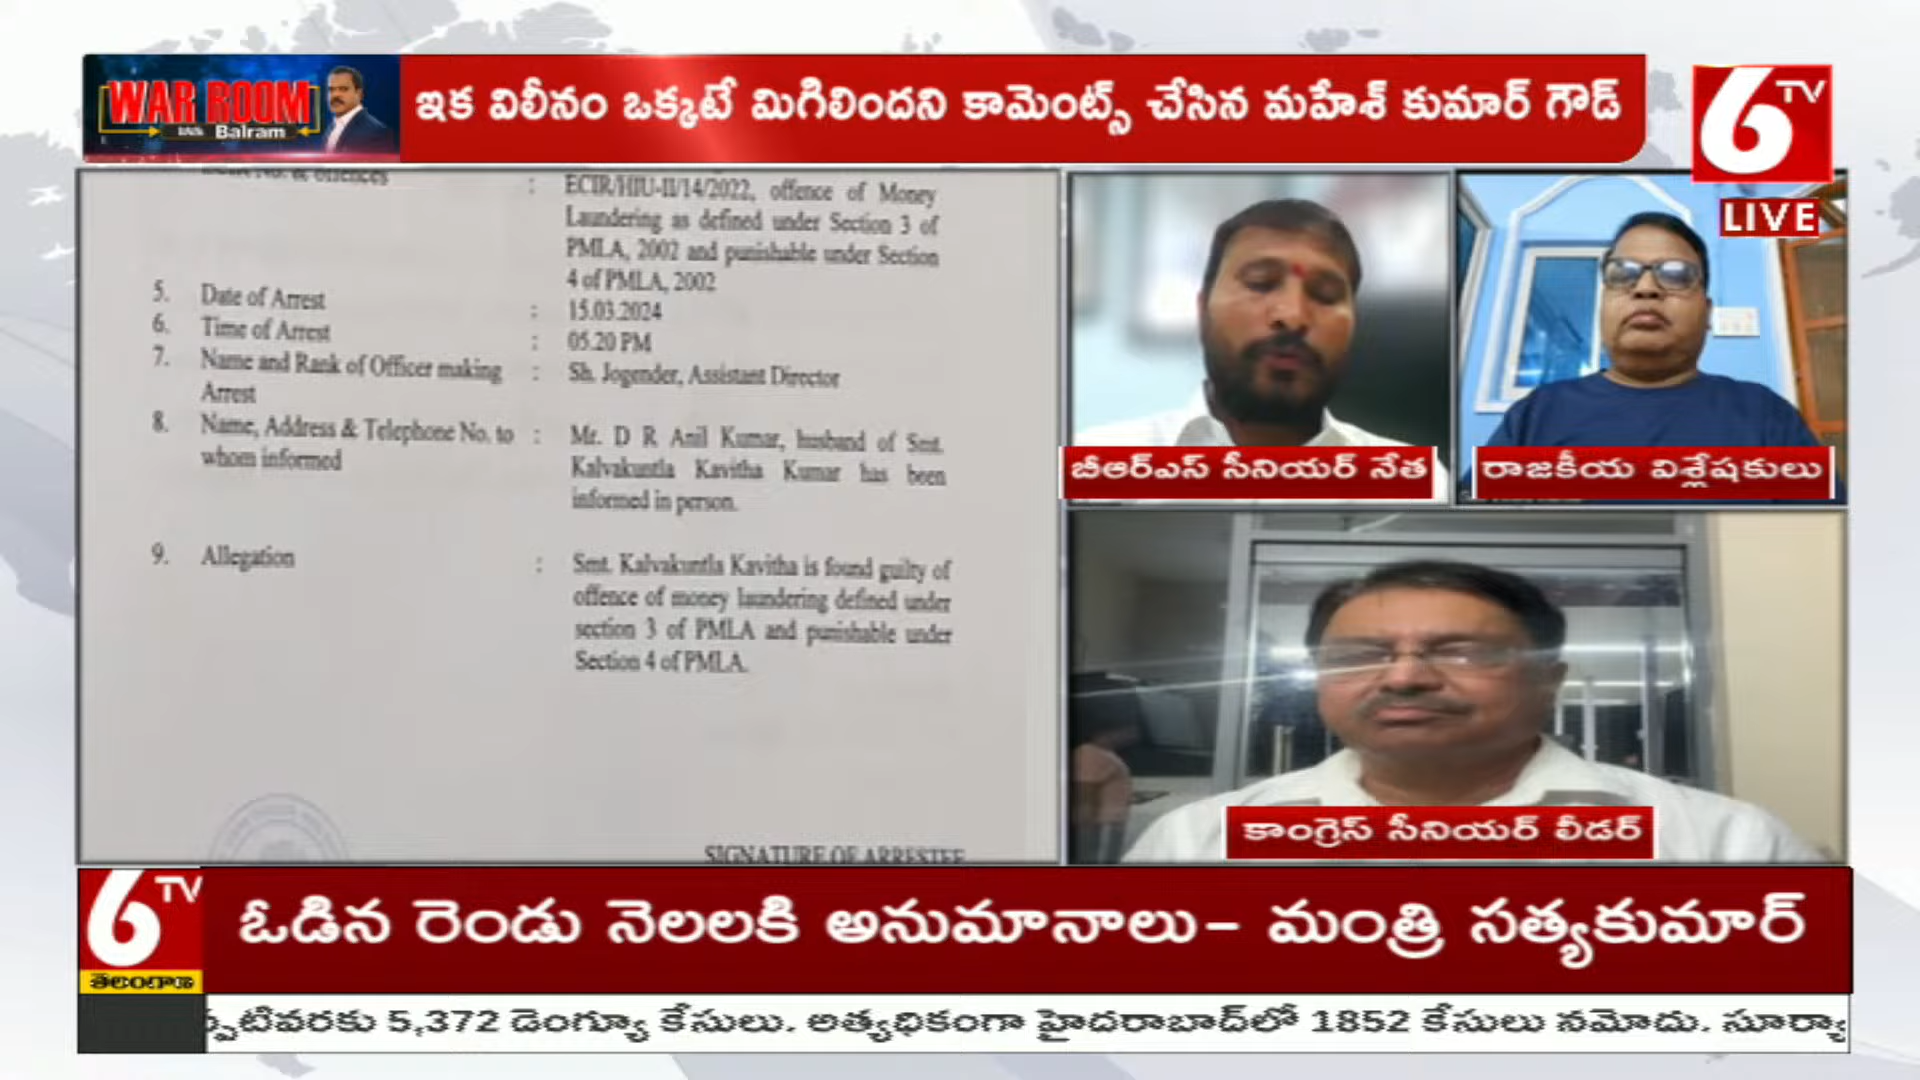 WAR ROOM
with Balram
ఇక విలీనం ఒక్కటే మిగిలిందని కామెంట్స్ చేసిన మహేశ్ కుమార్ గౌడ్
6 TV
LIVE
& offences : ECIR/HIU-II/14/2022, offence of Money
Laundering as defined under Section 3 of
PMLA, 2002 and punishable under Section
4 of PMLA, 2002
5. Date of Arrest : 15.03.2024
6. Time of Arrest : 05.20 PM
7. Name and Rank of Officer making : Sh. Jogender, Assistant Director
Arrest
8. Name, Address & Telephone No. to : Mr. D R Anil Kumar, husband of Smt.
whom informed Kalvakuntla Kavitha Kumar has been
informed in person.
9. Allegation : Smt. Kalvakuntla Kavitha is found guilty of
offence of money laundering defined under
section 3 of PMLA and punishable under
Section 4 of PMLA.
SIGNATURE OF ARRESTEE
బీఆర్ఎస్ సీనియర్ నేత
రాజకీయ విశ్లేషకులు
కాంగ్రెస్ సీనియర్ లీడర్
6 TV
తెలంగాణ
ఓడిన రెండు నెలలకి అనుమానాలు- మంత్రి సత్యకుమార్
ప్పటివరకు 5,372 డెంగ్యూ కేసులు. అత్యధికంగా హైదరాబాద్‌లో 1852 కేసులు నమోదు. సూర్యా